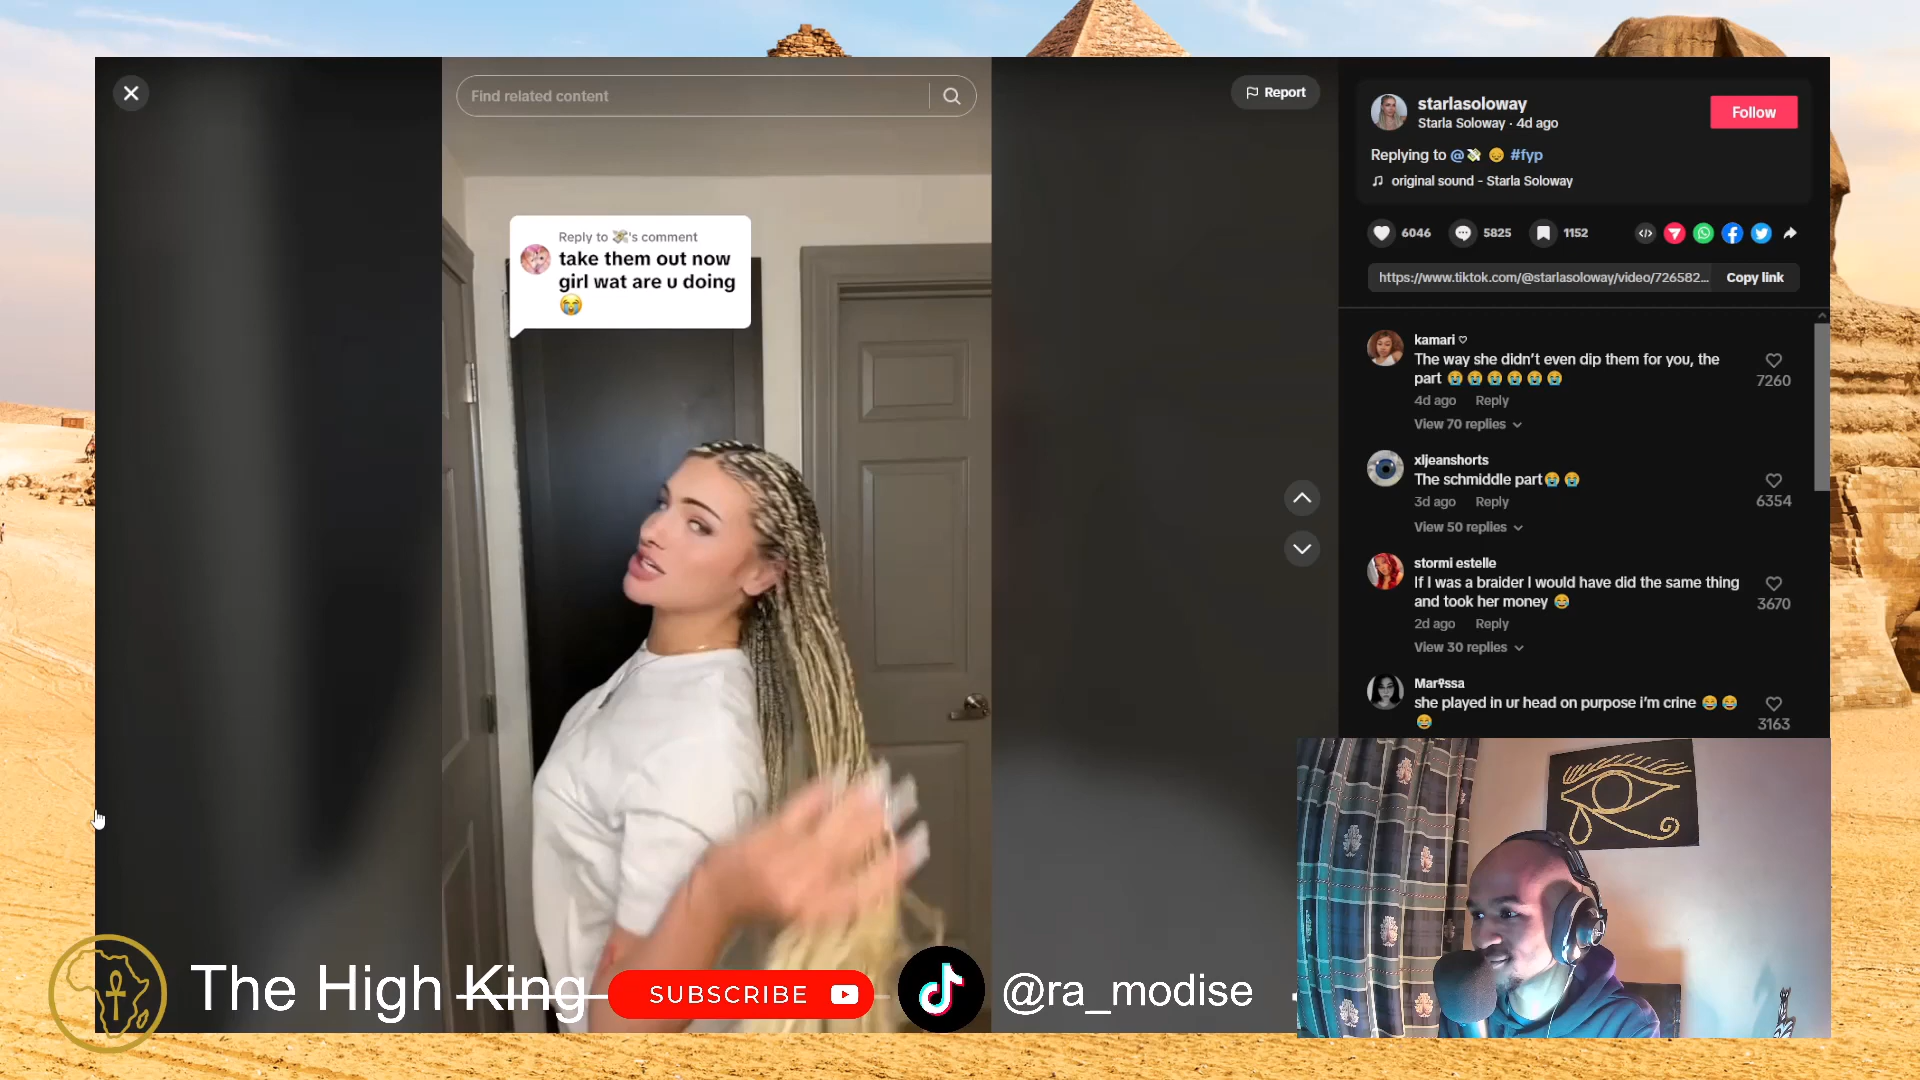 Find related content
Report
Reply to 💸's comment
take them out now
girl wat are u doing
😭
starlasoloway
Starla Soloway · 4d ago
Follow
Replying to @💸 😔 #fyp
original sound - Starla Soloway
6046
5825
1152
https://www.tiktok.com/@starlasoloway/video/726582...
Copy link
kamari ♡
The way she didn't even dip them for you, the
part 😭😭😭😭😭😭
7260
4d ago Reply
View 70 replies
xljeanshorts
The schmiddle part😭😭
6354
3d ago Reply
View 50 replies
stormi estelle
If I was a braider I would have did the same thing
and took her money 😂
3670
2d ago Reply
View 30 replies
Mar♀ssa
she played in ur head on purpose i'm crine 😂😂
😂
3163
The High King
SUBSCRIBE
@ra_modise